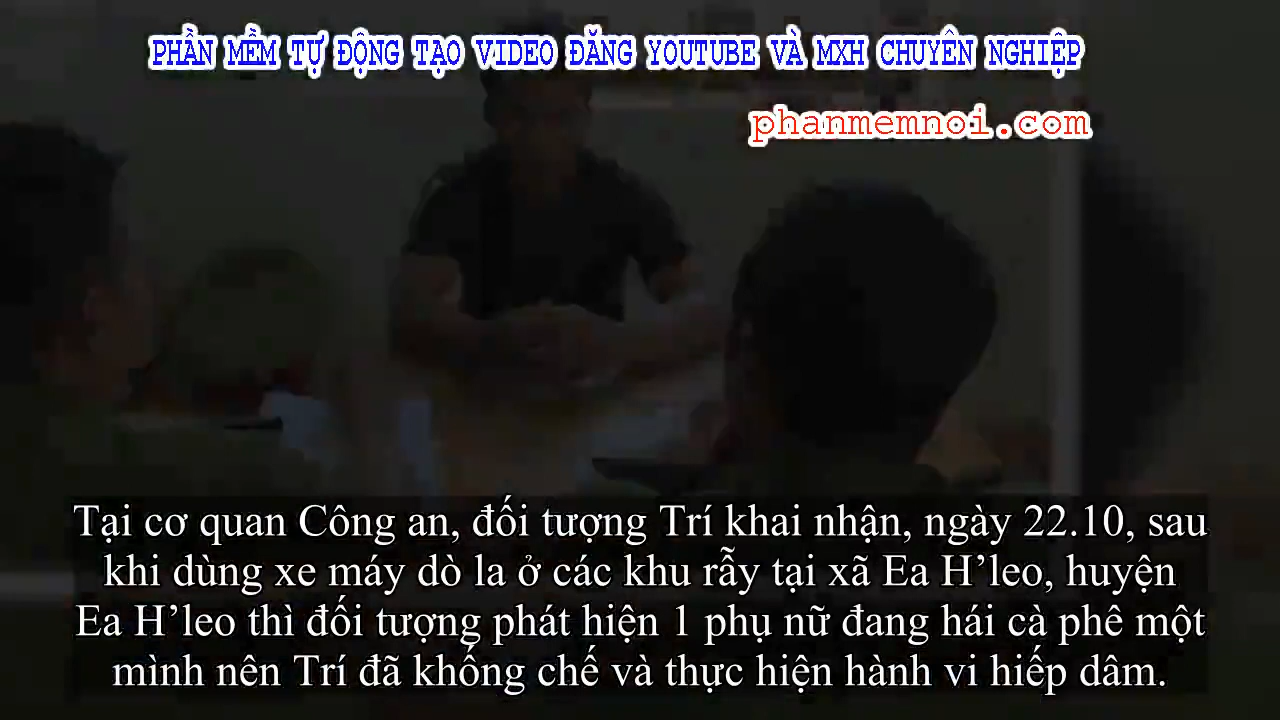 PHẦN MỀM TỰ ĐỘNG TẠO VIDEO ĐĂNG YOUTUBE VÀ MXH CHUYÊN NGHIỆP
phanmemnoi.com
Tại cơ quan Công an, đối tượng Trí khai nhận, ngày 22.10, sau
khi dùng xe máy dò la ở các khu rẫy tại xã Ea H’leo, huyện
Ea H’leo thì đối tượng phát hiện 1 phụ nữ đang hái cà phê một
mình nên Trí đã khống chế và thực hiện hành vi hiếp dâm.